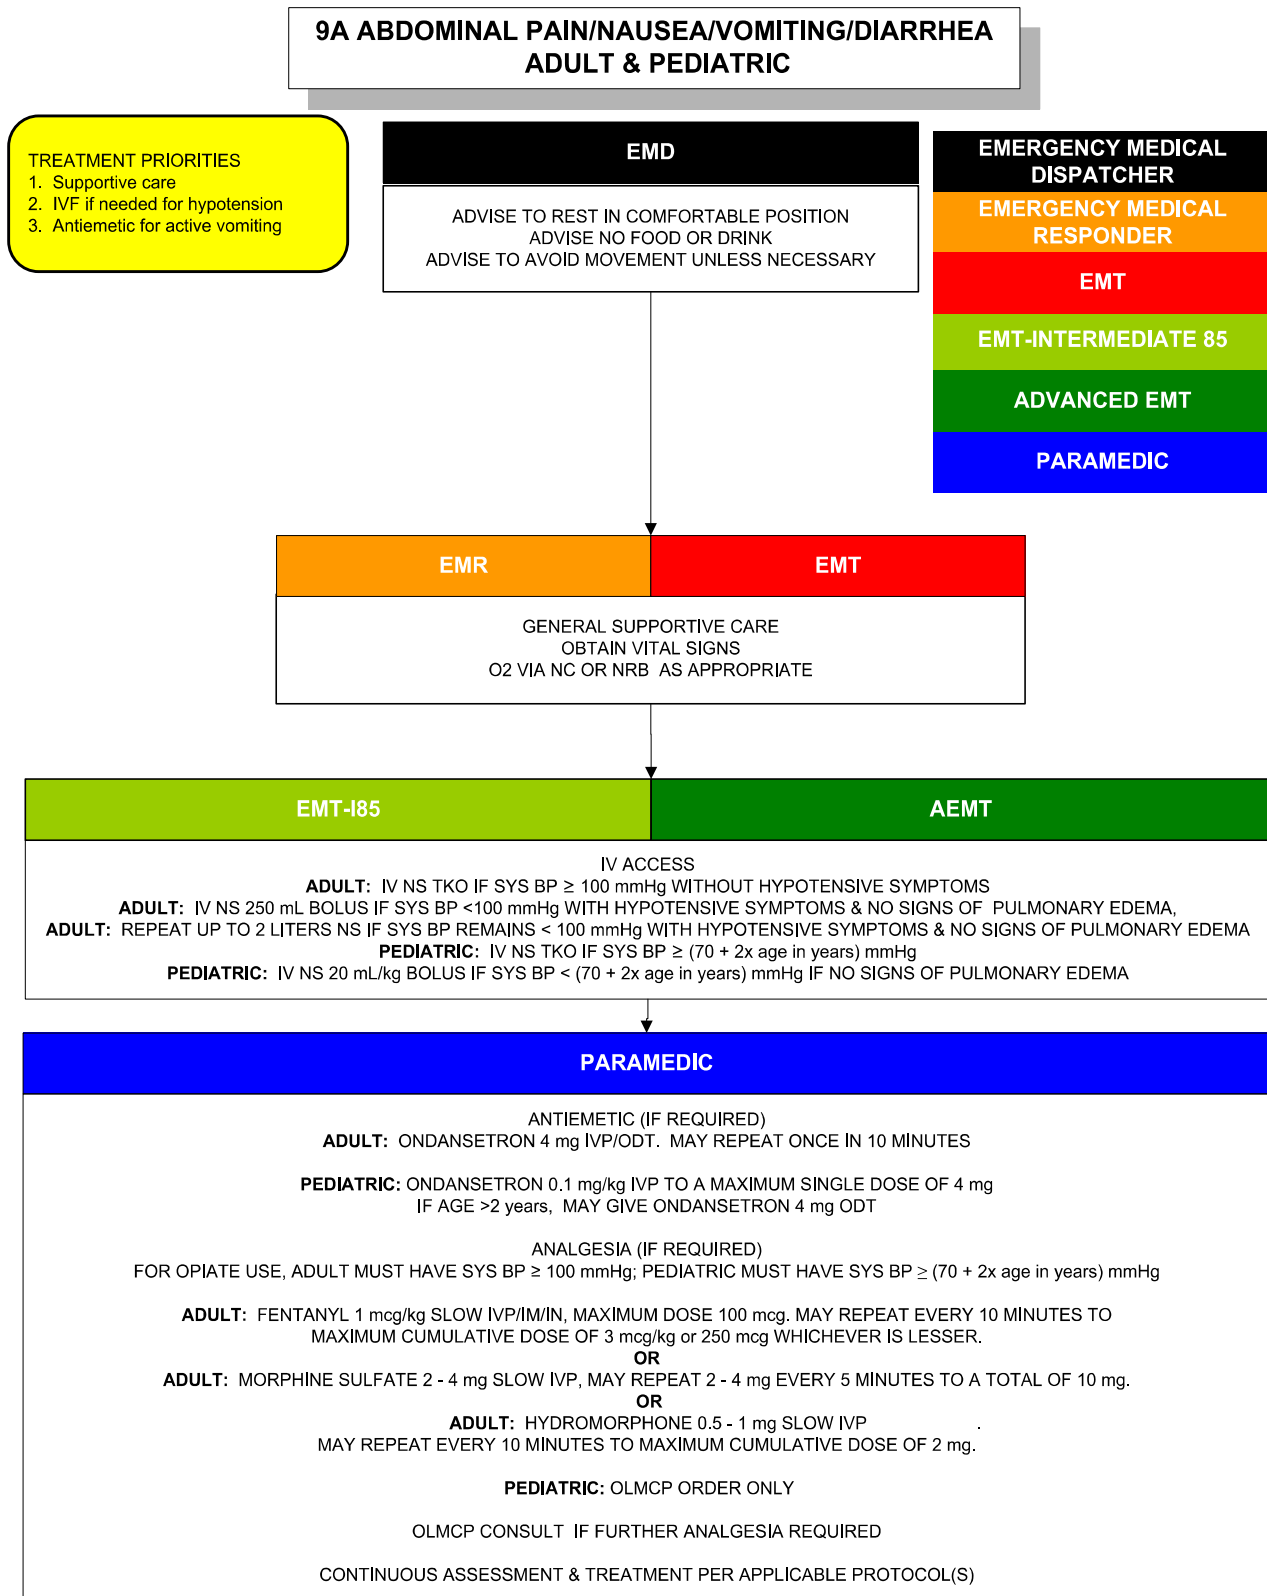 9A ABDOMINAL PAIN/NAUSEA/VOMITING/DIARRHEA
ADULT & PEDIATRIC
TREATMENT PRIORITIES
1. Supportive care
2. IVF if needed for hypotension
3. Antiemetic for active vomiting
EMD
ADVISE TO REST IN COMFORTABLE POSITION
ADVISE NO FOOD OR DRINK
ADVISE TO AVOID MOVEMENT UNLESS NECESSARY
EMERGENCY MEDICAL
DISPATCHER
EMERGENCY MEDICAL
RESPONDER
EMT
EMT-INTERMEDIATE 85
ADVANCED EMT
PARAMEDIC
EMR
EMT
GENERAL SUPPORTIVE CARE
OBTAIN VITAL SIGNS
O2 VIA NC OR NRB AS APPROPRIATE
EMT-I85
AEMT
IV ACCESS
ADULT: IV NS TKO IF SYS BP ≥ 100 mmHg WITHOUT HYPOTENSIVE SYMPTOMS
ADULT: IV NS 250 mL BOLUS IF SYS BP <100 mmHg WITH HYPOTENSIVE SYMPTOMS & NO SIGNS OF PULMONARY EDEMA,
ADULT: REPEAT UP TO 2 LITERS NS IF SYS BP REMAINS < 100 mmHg WITH HYPOTENSIVE SYMPTOMS & NO SIGNS OF PULMONARY EDEMA
PEDIATRIC: IV NS TKO IF SYS BP ≥ (70 + 2x age in years) mmHg
PEDIATRIC: IV NS 20 mL/kg BOLUS IF SYS BP < (70 + 2x age in years) mmHg IF NO SIGNS OF PULMONARY EDEMA
PARAMEDIC
ANTIEMETIC (IF REQUIRED)
ADULT: ONDANSETRON 4 mg IVP/ODT. MAY REPEAT ONCE IN 10 MINUTES
PEDIATRIC: ONDANSETRON 0.1 mg/kg IVP TO A MAXIMUM SINGLE DOSE OF 4 mg
IF AGE >2 years, MAY GIVE ONDANSETRON 4 mg ODT
ANALGESIA (IF REQUIRED)
FOR OPIATE USE, ADULT MUST HAVE SYS BP ≥ 100 mmHg; PEDIATRIC MUST HAVE SYS BP ≥ (70 + 2x age in years) mmHg
ADULT: FENTANYL 1 mcg/kg SLOW IVP/IM/IN, MAXIMUM DOSE 100 mcg. MAY REPEAT EVERY 10 MINUTES TO
MAXIMUM CUMULATIVE DOSE OF 3 mcg/kg or 250 mcg WHICHEVER IS LESSER.
OR
ADULT: MORPHINE SULFATE 2 - 4 mg SLOW IVP, MAY REPEAT 2 - 4 mg EVERY 5 MINUTES TO A TOTAL OF 10 mg.
OR
ADULT: HYDROMORPHONE 0.5 - 1 mg SLOW IVP .
MAY REPEAT EVERY 10 MINUTES TO MAXIMUM CUMULATIVE DOSE OF 2 mg.
PEDIATRIC: OLMCP ORDER ONLY
OLMCP CONSULT IF FURTHER ANALGESIA REQUIRED
CONTINUOUS ASSESSMENT & TREATMENT PER APPLICABLE PROTOCOL(S)